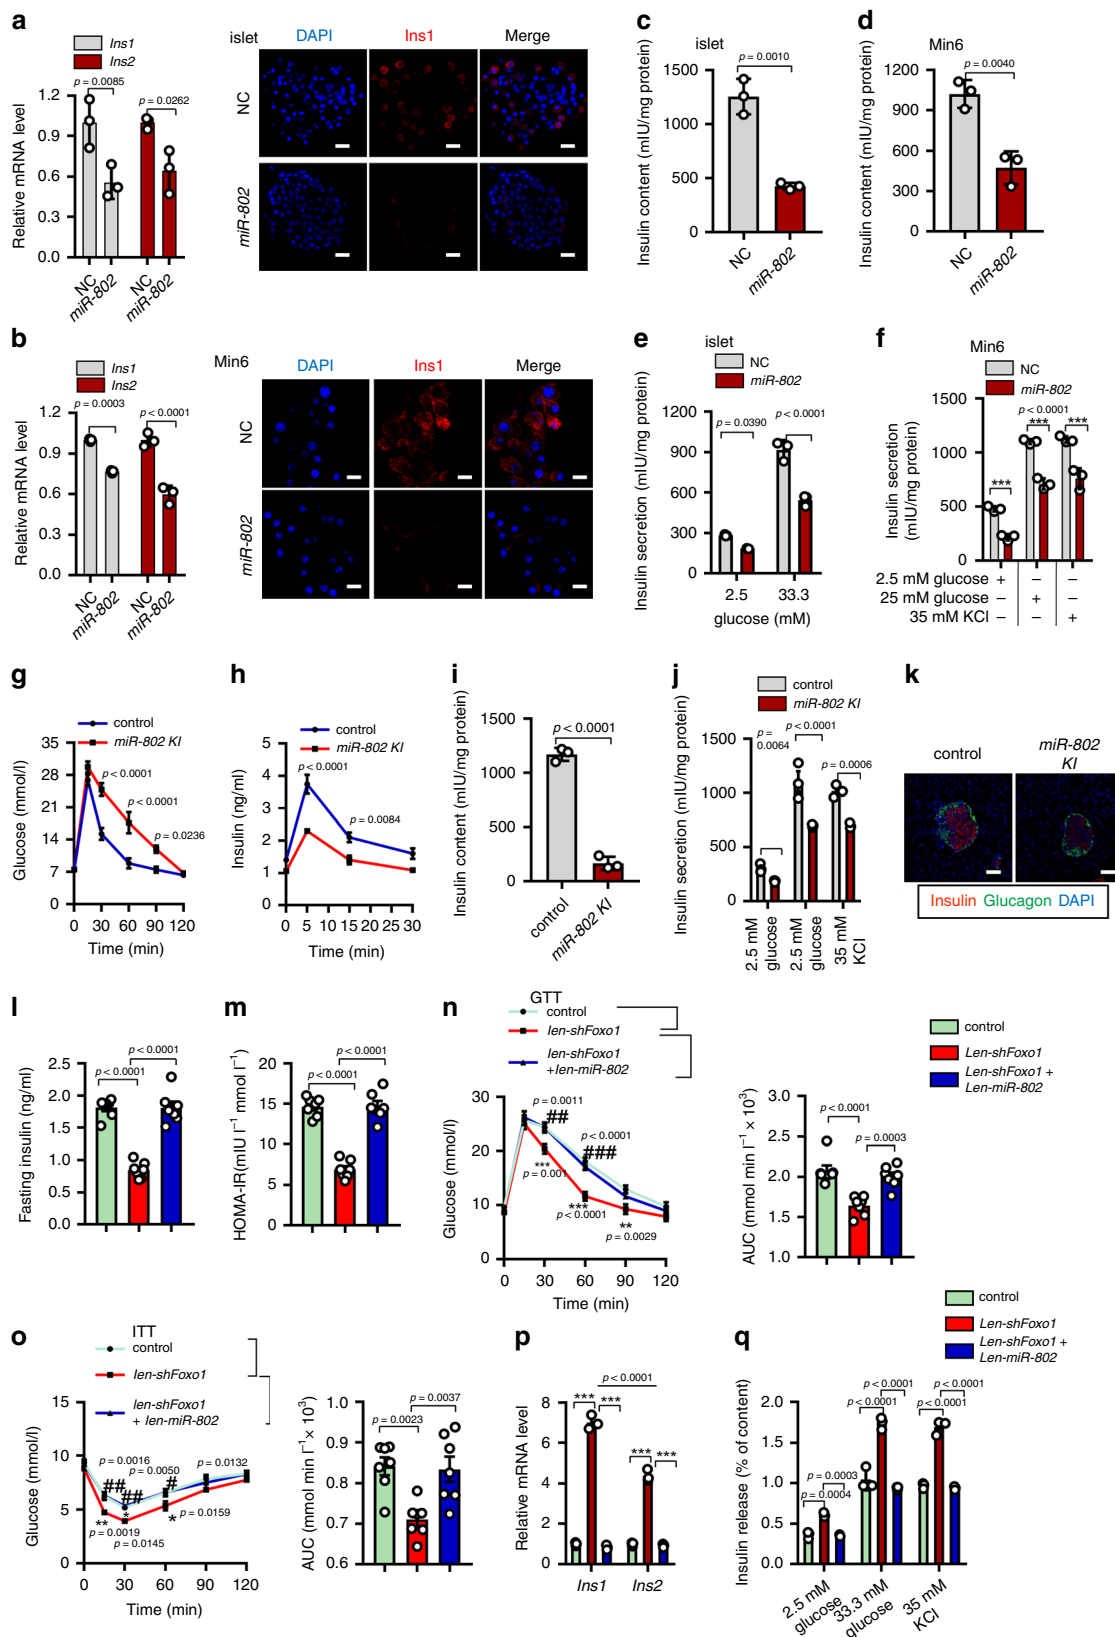 a
Ins1
Ins2
p = 0.0085
p = 0.0262
Relative mRNA level
1.2
0.9
0.6
0.3
0.0
NC
miR-802
NC
miR-802
islet
DAPI
Ins1
Merge
NC
miR-802
c
islet
p = 0.0010
Insulin content (mIU/mg protein)
1500
1000
500
0
NC
miR-802
d
Min6
p = 0.0040
Insulin content (mIU/mg protein)
1200
900
600
300
0
NC
miR-802
b
Ins1
Ins2
p = 0.0003
p < 0.0001
Relative mRNA level
1.2
0.9
0.6
0.3
0.0
NC
miR-802
NC
miR-802
Min6
DAPI
Ins1
Merge
NC
miR-802
e
islet
NC
miR-802
p = 0.0390
p < 0.0001
Insulin secretion (mIU/mg protein)
1200
900
600
300
0
2.5
33.3
glucose (mM)
f
Min6
NC
miR-802
p < 0.0001
***
***
***
Insulin secretion
(mIU/mg protein)
1500
1000
500
0
2.5 mM glucose + – –
25 mM glucose – + –
35 mM KCl – – +
g
control
miR-802 KI
p < 0.0001
p < 0.0001
p = 0.0236
Glucose (mmol/l)
35
28
21
14
7
0
0 30 60 90 120
Time (min)
h
control
miR-802 KI
p < 0.0001
p = 0.0084
Insulin (ng/ml)
5
4
3
2
1
0
0 5 10 15 25 30
Time (min)
i
p < 0.0001
Insulin content (mIU/mg protein)
1500
1000
500
0
control
miR-802 KI
j
control
miR-802 KI
p =
0.0064
p < 0.0001
p = 0.0006
Insulin secretion (mIU/mg protein)
1500
1000
500
0
2.5 mM
glucose
2.5 mM
glucose
35 mM
KCl
k
control
miR-802
KI
Insulin Glucagon DAPI
l
p < 0.0001
p < 0.0001
Fasting insulin (ng/ml)
2.5
2.0
1.5
1.0
0.5
0.0
m
p < 0.0001
p < 0.0001
HOMA-IR(mIU l⁻¹ mmol l⁻¹)
20
15
10
5
0
n
GTT
control
len-shFoxo1
len-shFoxo1
+len-miR-802
p = 0.0011
##
p < 0.0001
###
***
p = 0.001
***
p < 0.0001
**
p = 0.0029
Glucose (mmol/l)
30
20
10
0
0 30 60 90 120
Time (min)
control
Len-shFoxo1
Len-shFoxo1 +
Len-miR-802
p < 0.0001
p = 0.0003
AUC (mmol min l⁻¹ × 10³)
3.0
2.5
2.0
1.5
1.0
o
ITT
control
len-shFoxo1
len-shFoxo1
+ len-miR-802
p = 0.0016
p = 0.0050
p = 0.0132
##
##
#
**
*
*
p = 0.0159
p = 0.0019
p = 0.0145
Glucose (mmol/l)
15
10
5
0
0 30 60 90 120
Time (min)
p = 0.0037
p = 0.0023
AUC (mmol min l⁻¹ × 10³)
1.0
0.9
0.8
0.7
0.6
p
p < 0.0001
***
***
***
***
Relative mRNA level
8
6
4
2
0
Ins1
Ins2
control
Len-shFoxo1
Len-shFoxo1 +
Len-miR-802
q
p < 0.0001
p < 0.0001
p < 0.0001
p < 0.0001
p = 0.0003
p = 0.0004
Insulin release (% of content)
2.0
1.5
1.0
0.5
0.0
2.5 mM
glucose
33.3 mM
glucose
35 mM
KCl